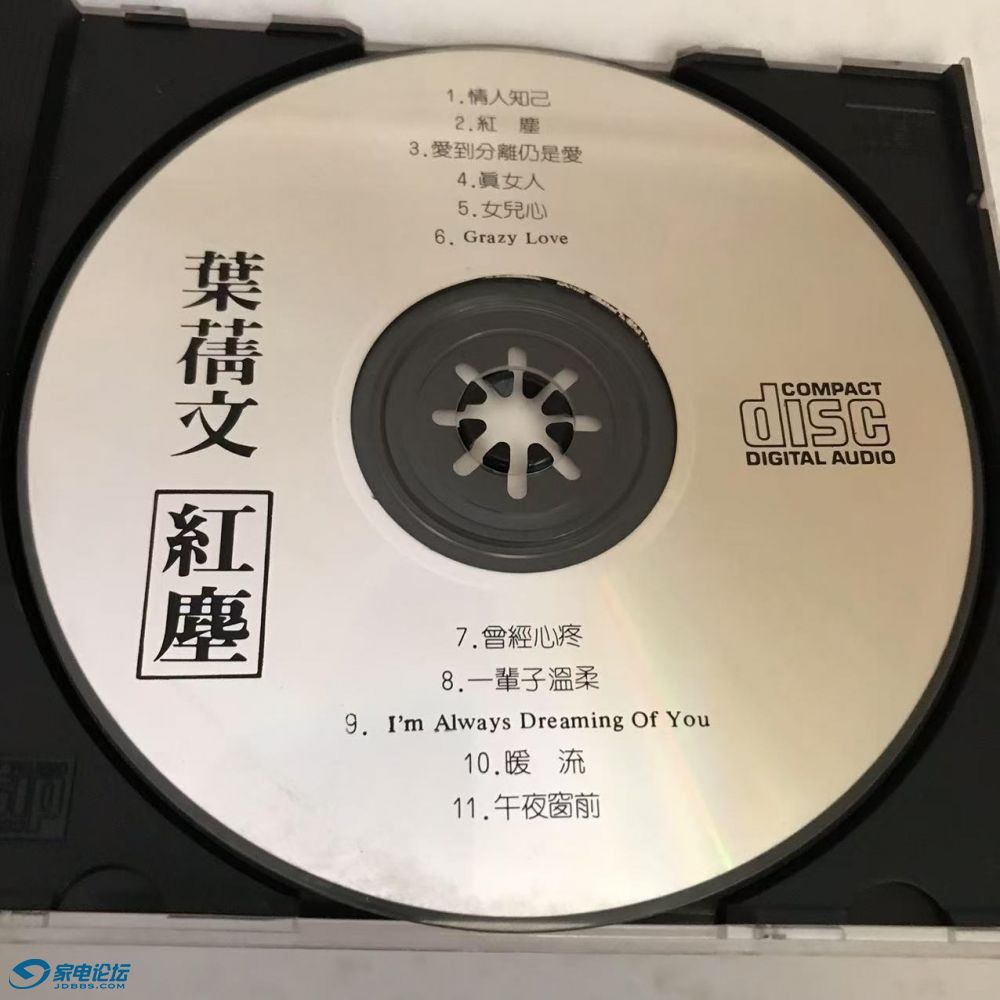 1.情人知己
2.紅 塵
3.愛到分離仍是愛
4.眞女人
5.女兒心
6. Grazy Love
葉蒨文
紅塵
COMPACT
disc
DIGITAL AUDIO
7.曾經心疼
8.一輩子溫柔
9. I'm Always Dreaming Of You
10.暖 流
11.午夜窗前
家电论坛
JDBBS.COM